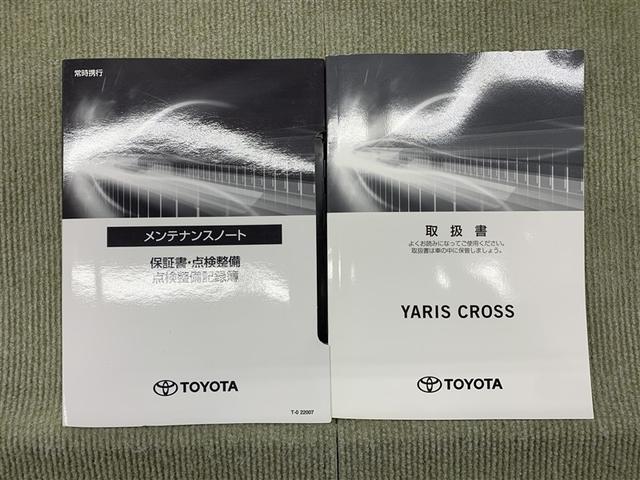 常時携行
メンテナンスノート
保証書・点検整備
点検整備記録簿
TOYOTA
T-0 22007
取扱書
よくお読みになってご使用ください。
取扱書は車の中に保管しましょう。
YARIS CROSS
TOYOTA